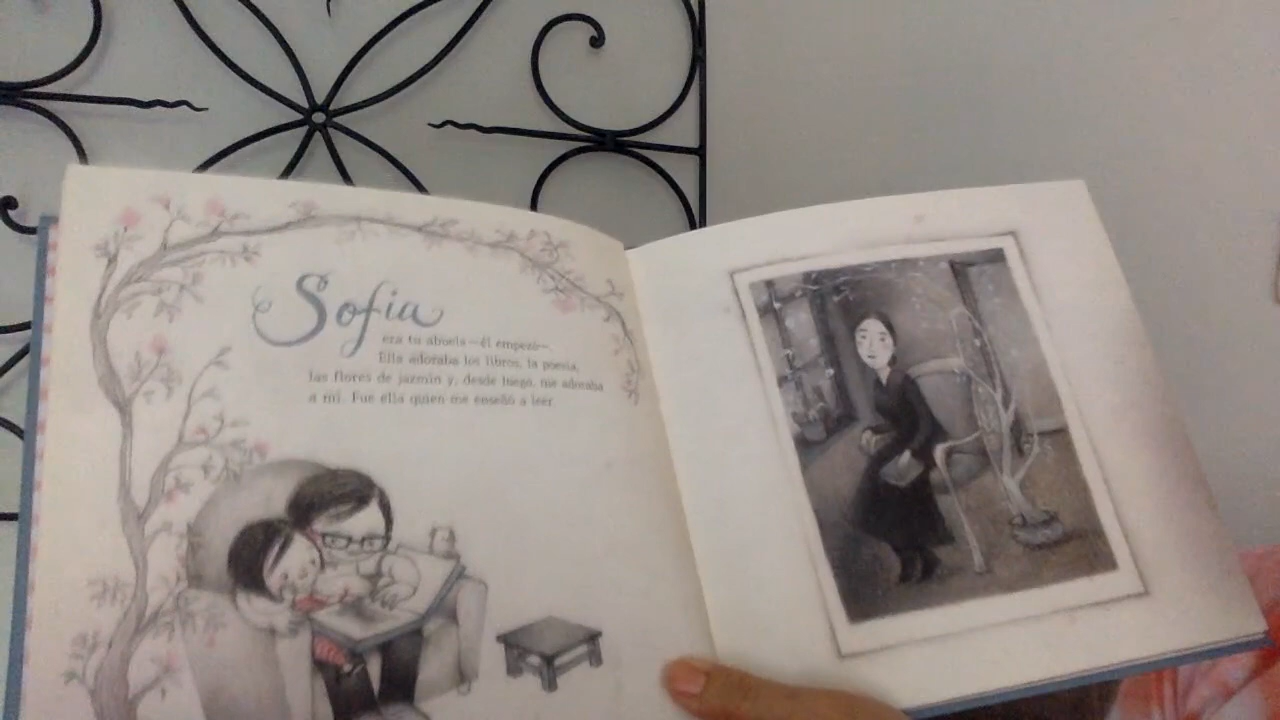 Sofía
era tu abuela —él empezó—.
Ella adoraba los libros, la poesía,
las flores de jazmín y, desde luego, me adoraba
a mí. Fue ella quien me enseñó a leer.